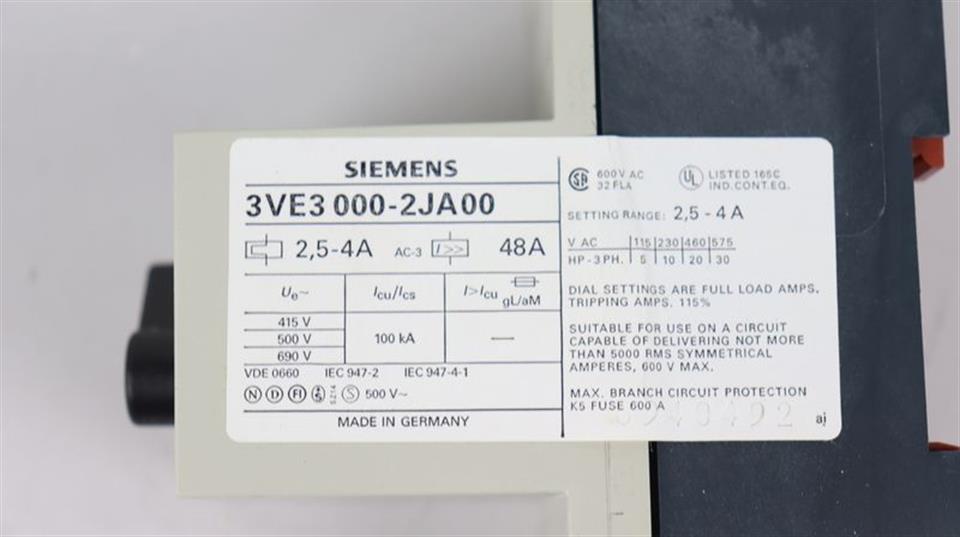 SIEMENS
3VE3 000-2JA00
2,5-4A AC-3 I>> 48A
Ue~ Icu/Ics I>Icu gL/aM
415 V
500 V 100 kA —
690 V
VDE 0660 IEC 947-2 IEC 947-4-1
N D FI S 500 V~
MADE IN GERMANY
SA 600 V AC
32 FLA
UL LISTED 165C
IND.CONT.EQ.
SETTING RANGE: 2,5 - 4 A
V AC 115 230 460 575
HP - 3 PH. 5 10 20 30
DIAL SETTINGS ARE FULL LOAD AMPS.
TRIPPING AMPS. 115%
SUITABLE FOR USE ON A CIRCUIT
CAPABLE OF DELIVERING NOT MORE
THAN 5000 RMS SYMMETRICAL
AMPERES, 600 V MAX.
MAX. BRANCH CIRCUIT PROTECTION
K5 FUSE 600 A
aj